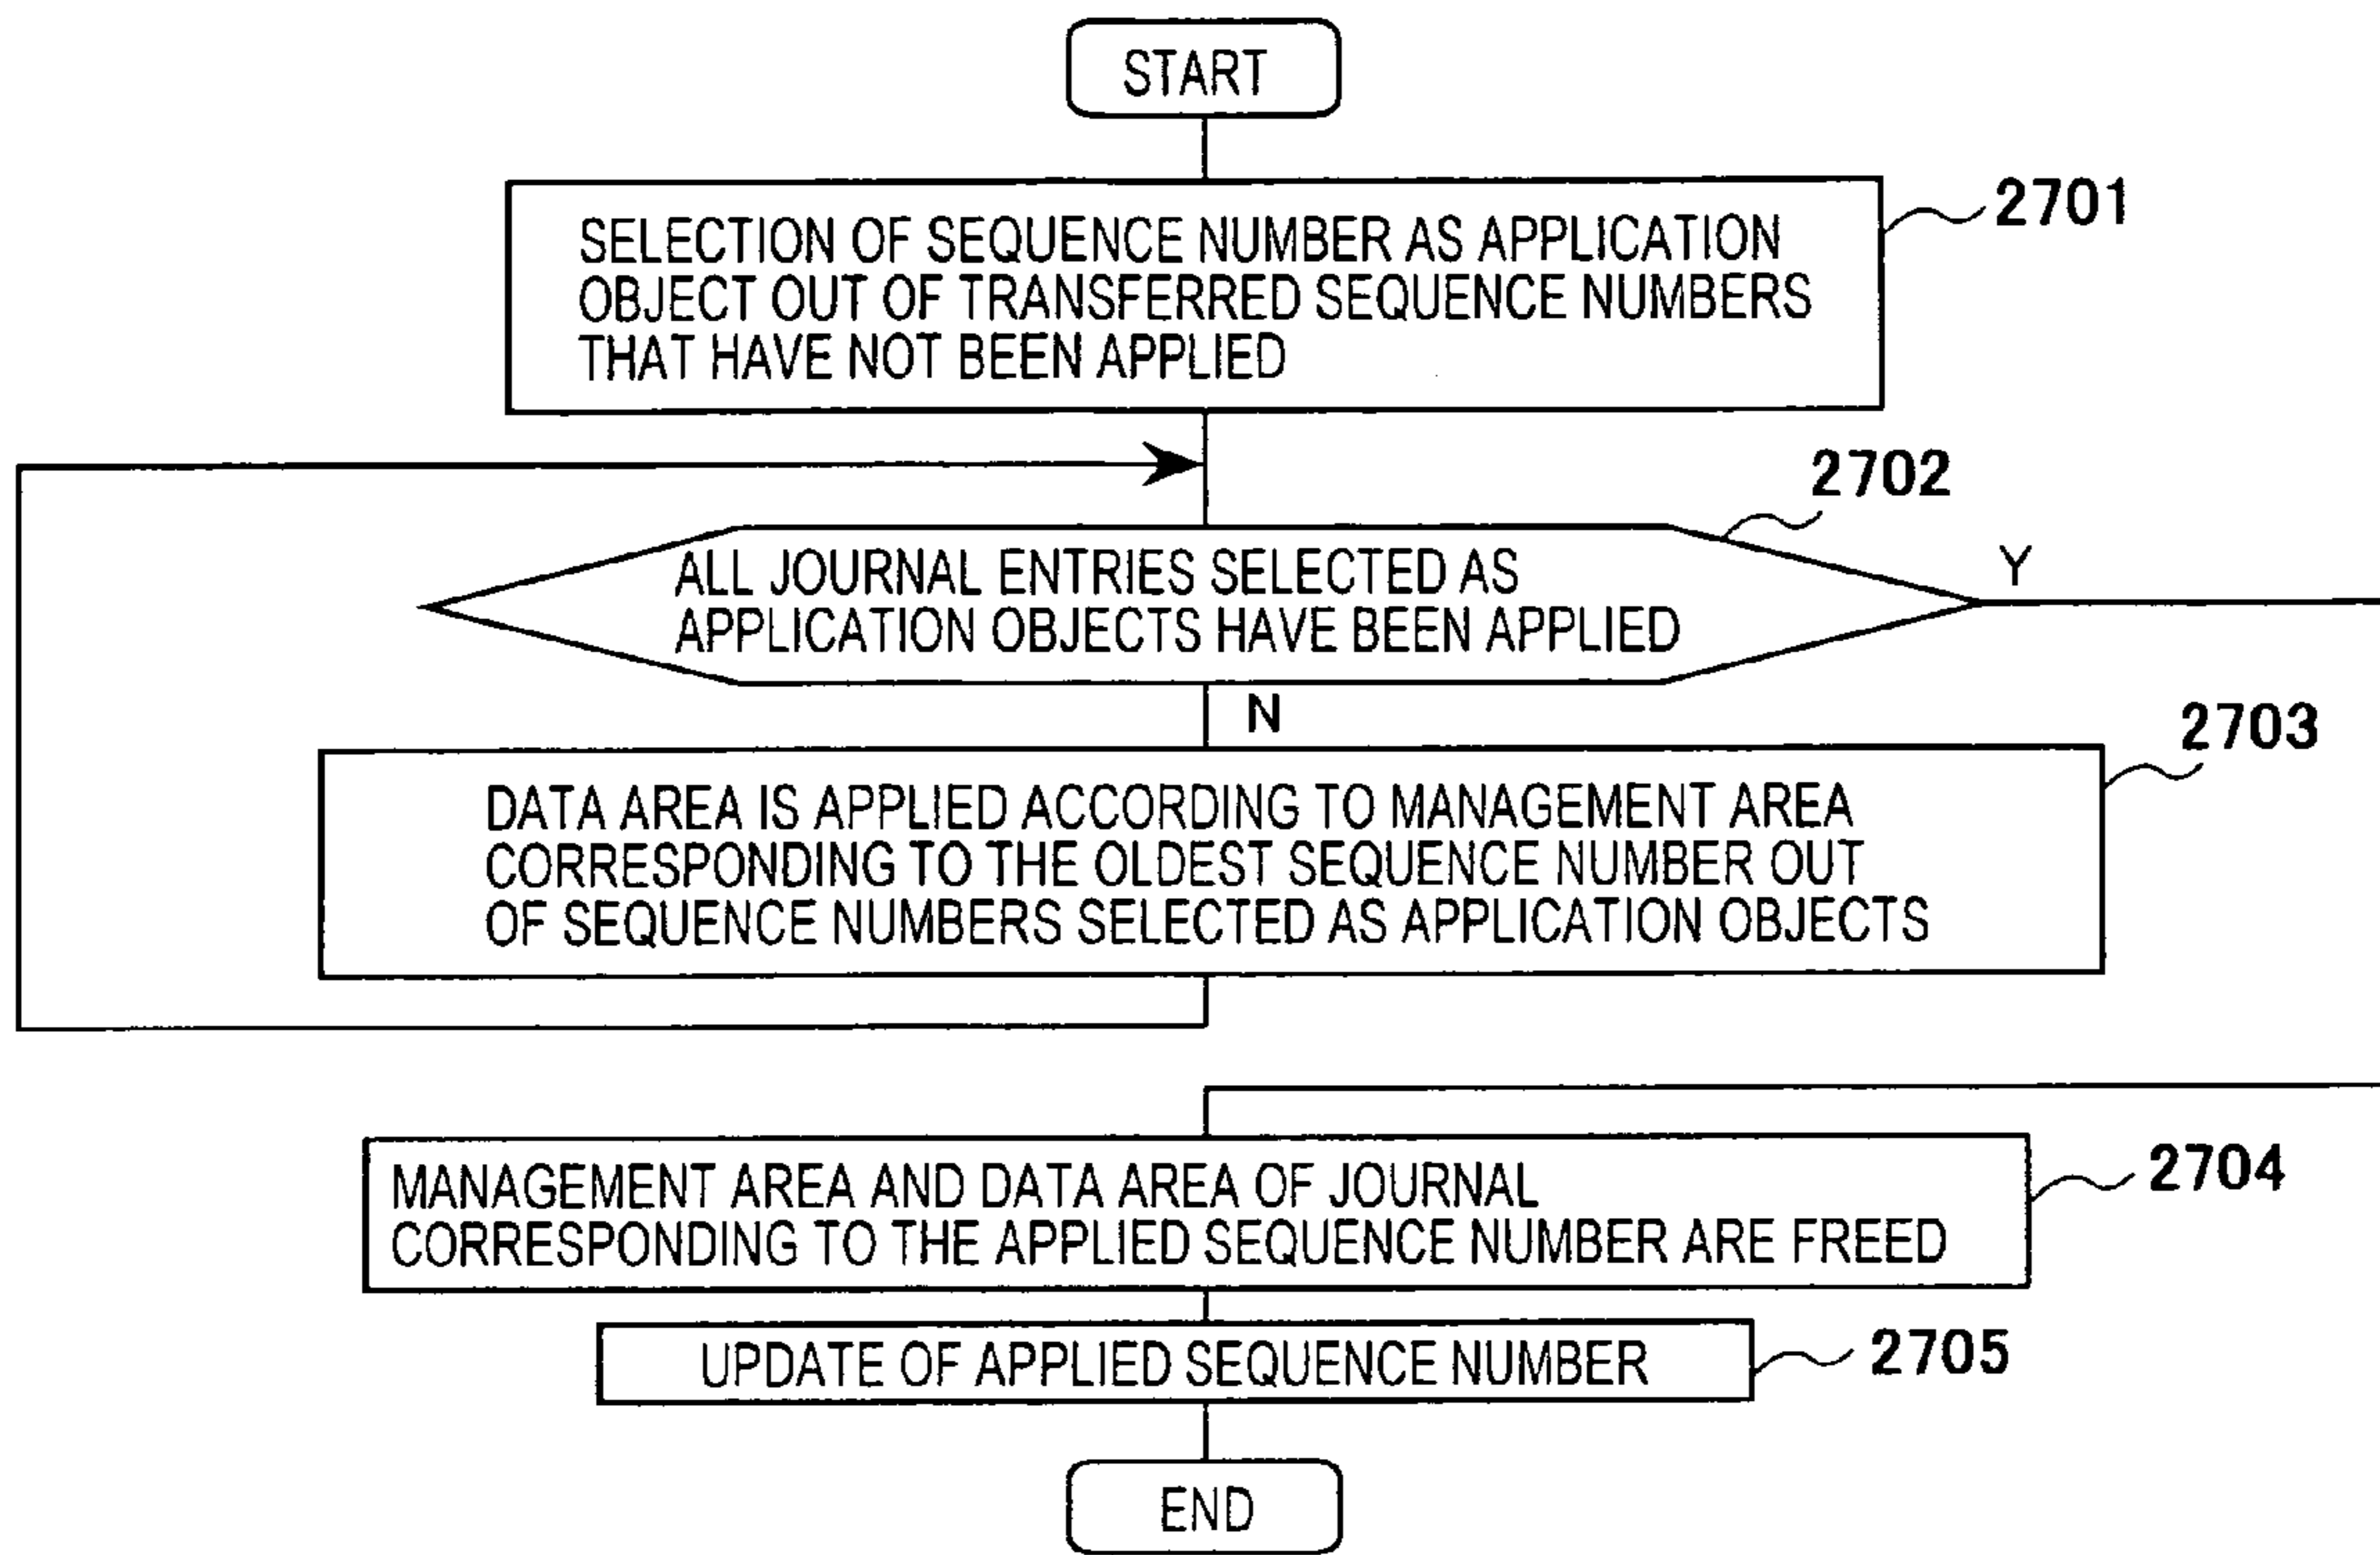 START
SELECTION OF SEQUENCE NUMBER AS APPLICATION
OBJECT OUT OF TRANSFERRED SEQUENCE NUMBERS
THAT HAVE NOT BEEN APPLIED
2701
2702
ALL JOURNAL ENTRIES SELECTED AS
APPLICATION OBJECTS HAVE BEEN APPLIED
Y
N
2703
DATA AREA IS APPLIED ACCORDING TO MANAGEMENT AREA
CORRESPONDING TO THE OLDEST SEQUENCE NUMBER OUT
OF SEQUENCE NUMBERS SELECTED AS APPLICATION OBJECTS
MANAGEMENT AREA AND DATA AREA OF JOURNAL
CORRESPONDING TO THE APPLIED SEQUENCE NUMBER ARE FREED
2704
UPDATE OF APPLIED SEQUENCE NUMBER
2705
END